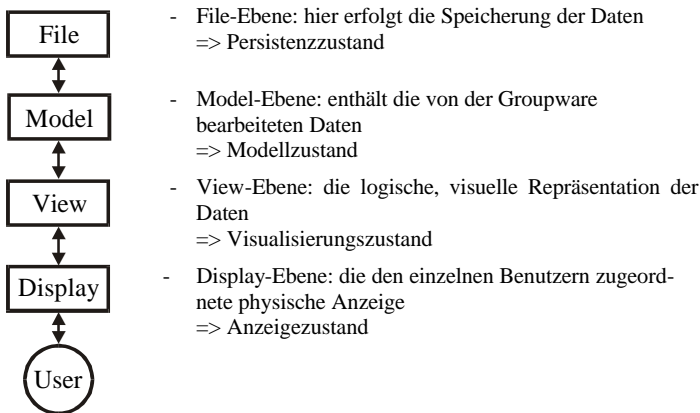 File
- File-Ebene: hier erfolgt die Speicherung der Daten
=> Persistenzzustand
Model
- Model-Ebene: enthält die von der Groupware
bearbeiteten Daten
=> Modellzustand
View
- View-Ebene: die logische, visuelle Repräsentation der
Daten
=> Visualisierungszustand
Display
- Display-Ebene: die den einzelnen Benutzern zugeord-
nete physische Anzeige
=> Anzeigezustand
User